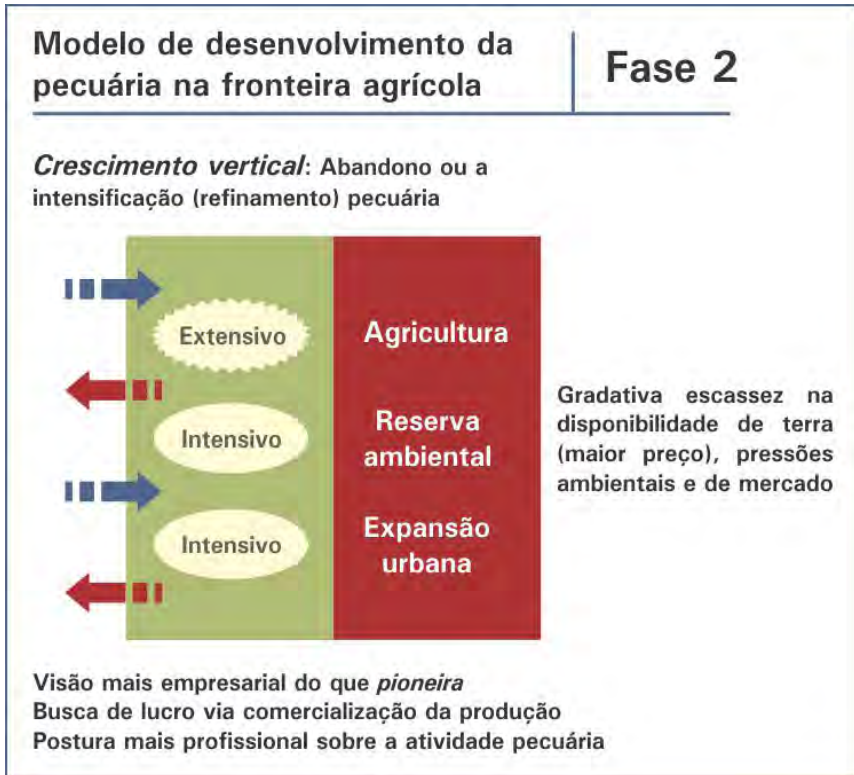 Modelo de desenvolvimento da
pecuária na fronteira agrícola
Fase 2
Crescimento vertical: Abandono ou a
intensificação (refinamento) pecuária
Extensivo
Intensivo
Intensivo
Agricultura
Reserva
ambiental
Expansão
urbana
Gradativa escassez na
disponibilidade de terra
(maior preço), pressões
ambientais e de mercado
Visão mais empresarial do que pioneira
Busca de lucro via comercialização da produção
Postura mais profissional sobre a atividade pecuária